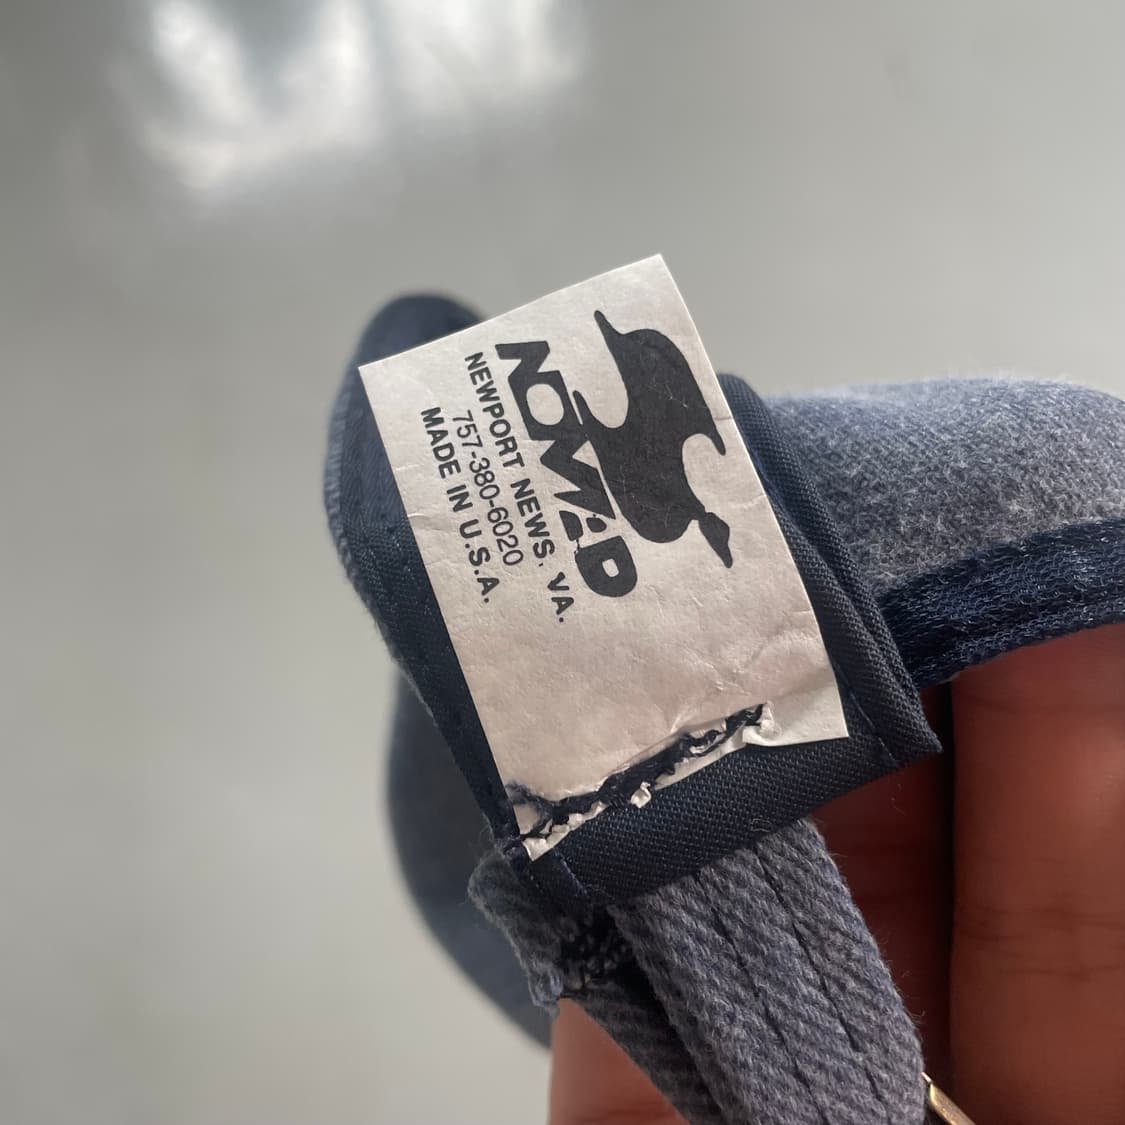 NOMAD
NEWPORT NEWS, VA.
757-380-6020
MADE IN U.S.A.